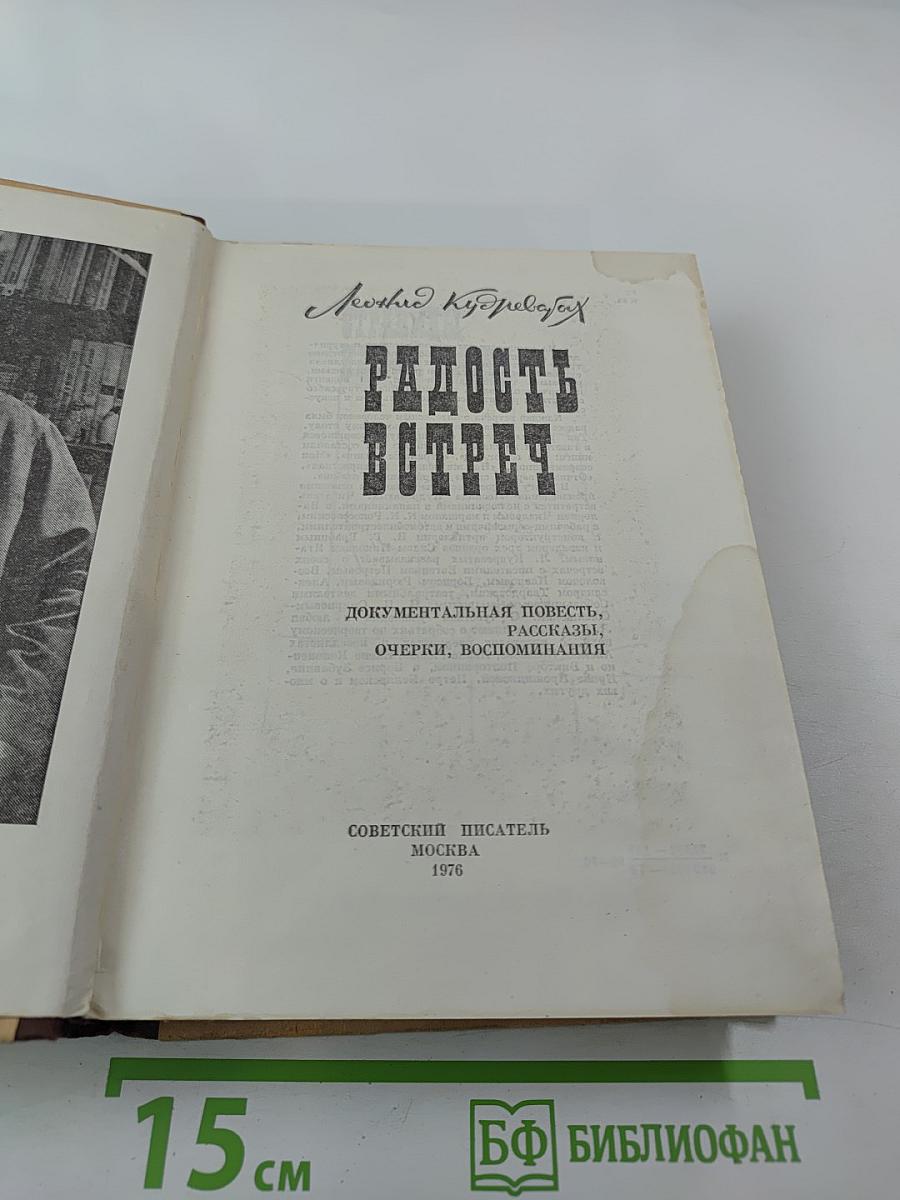 Леонид Кудреватых
РАДОСТЬ
ВСТРЕЧ
ДОКУМЕНТАЛЬНАЯ ПОВЕСТЬ,
РАССКАЗЫ,
ОЧЕРКИ, ВОСПОМИНАНИЯ
СОВЕТСКИЙ ПИСАТЕЛЬ
МОСКВА
1976
15 см
БФ БИБЛИОФАН